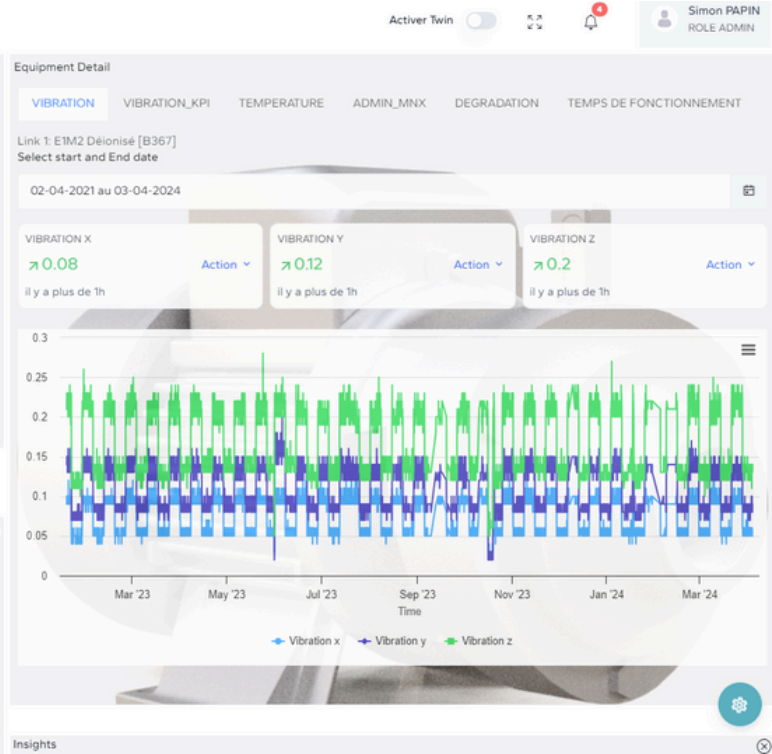 Activer Twin
4
Simon PAPIN
ROLE ADMIN
Equipment Detail
VIBRATION VIBRATION_KPI TEMPERATURE ADMIN_MNX DEGRADATION TEMPS DE FONCTIONNEMENT
Link 1: E1M2 Déionisé [B367]
Select start and End date
02-04-2021 au 03-04-2024
VIBRATION X
0.08 Action
il y a plus de 1h
VIBRATION Y
0.12 Action
il y a plus de 1h
VIBRATION Z
0.2 Action
il y a plus de 1h
0.3
0.25
0.2
0.15
0.1
0.05
0
Mar '23 May '23 Jul '23 Sep '23 Nov '23 Jan '24 Mar '24
Time
Vibration x Vibration y Vibration z
Insights